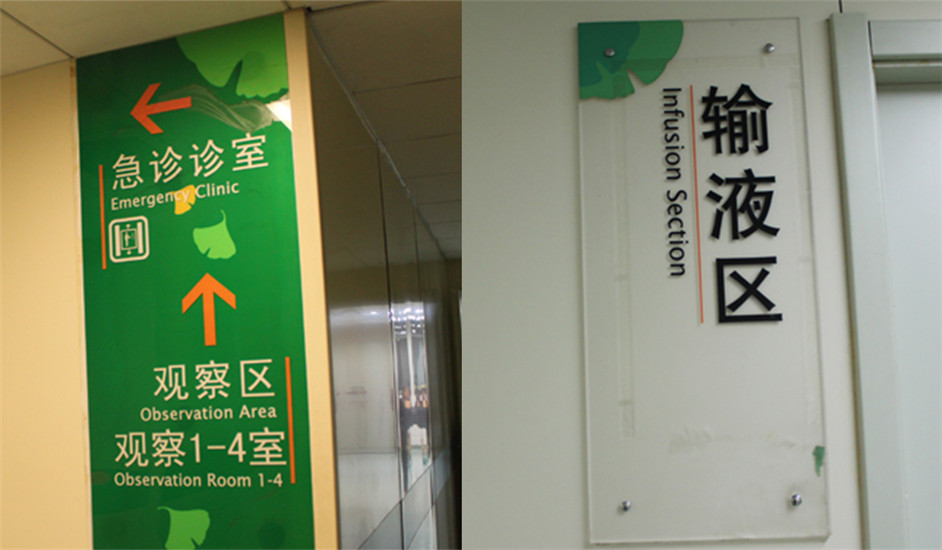 急诊诊室
Emergency Clinic
观察区
Observation Area
观察1-4室
Observation Room 1-4
输液区
Infusion Section